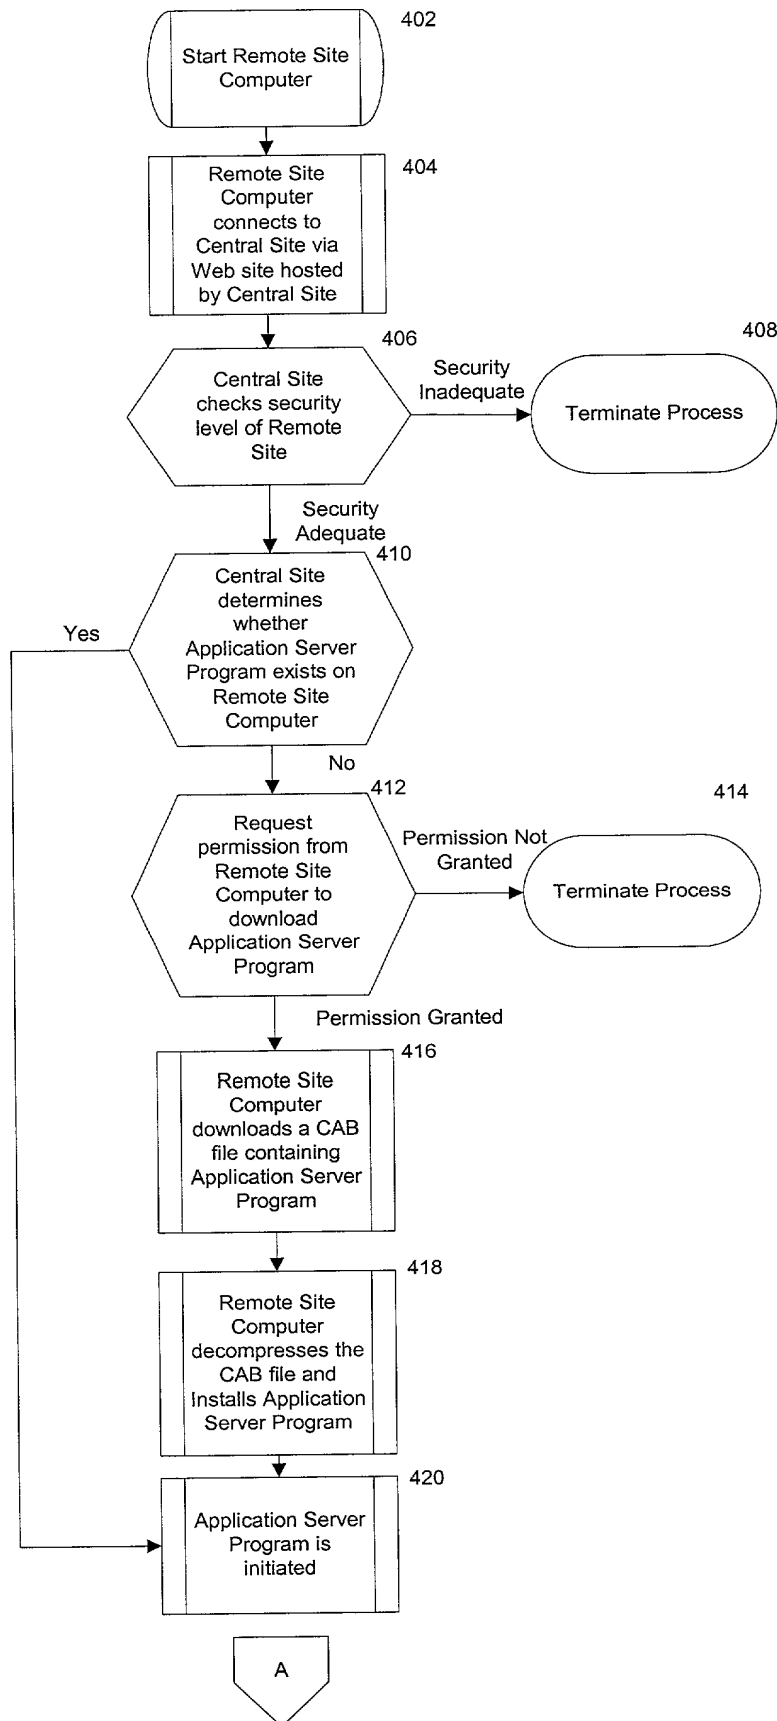 402
Start Remote Site
Computer
404
Remote Site
Computer
connects to
Central Site via
Web site hosted
by Central Site
406
408
Central Site
checks security
level of Remote
Site
Security
Inadequate
Terminate Process
Security
Adequate
410
Central Site
determines
whether
Application Server
Program exists on
Remote Site
Computer
Yes
No
412
414
Request
permission from
Remote Site
Computer to
download
Application Server
Program
Permission Not
Granted
Terminate Process
Permission Granted
416
Remote Site
Computer
downloads a CAB
file containing
Application Server
Program
418
Remote Site
Computer
decompresses the
CAB file and
Installs Application
Server Program
420
Application Server
Program is
initiated
A